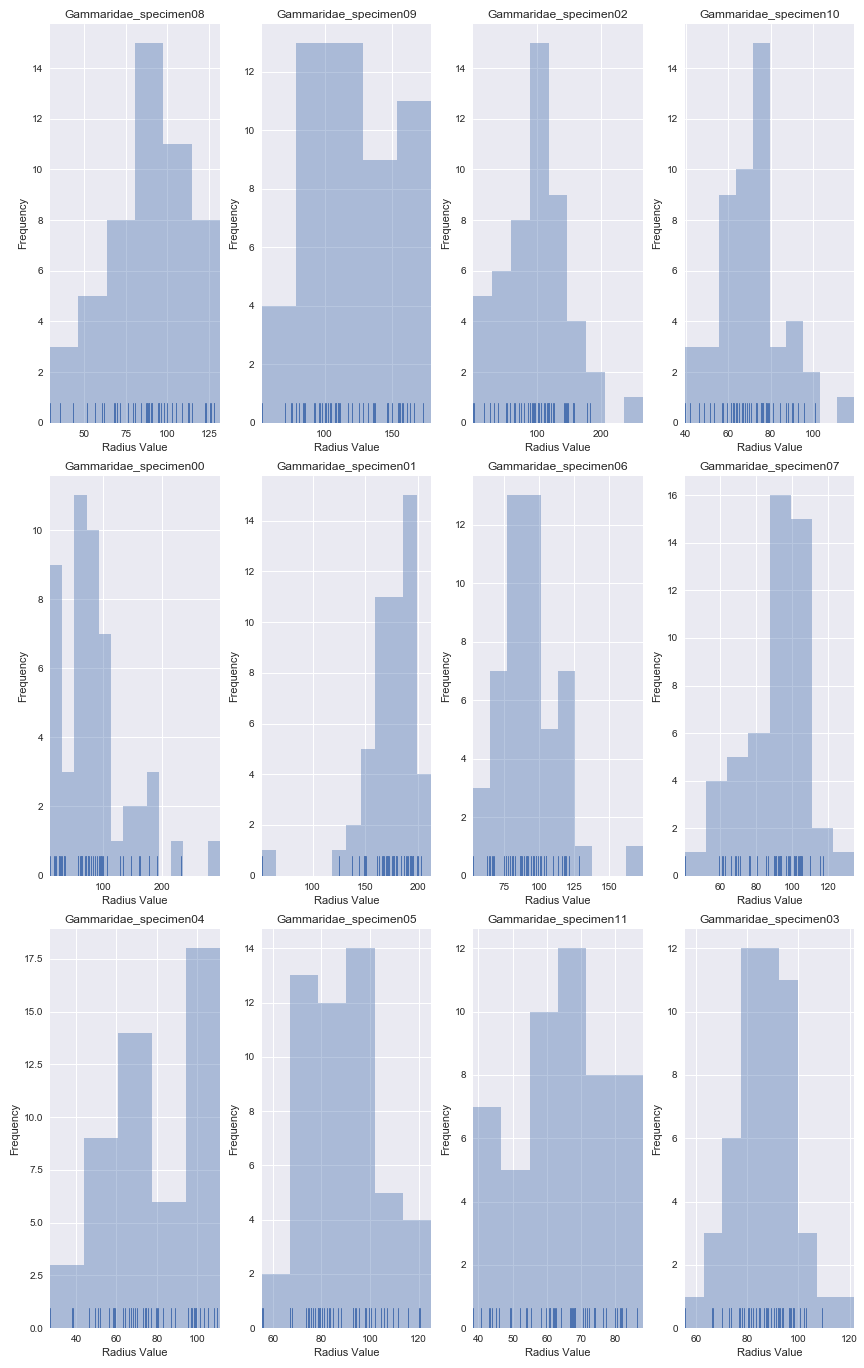 Gammaridae_specimen08 Gammaridae_specimen09 Gammaridae_specimen02 Gammaridae_specimen10
Frequency
14
12
10
8
6
4
2
0
50 75 100 125
Radius Value
Frequency
12
10
8
6
4
2
0
100 150
Radius Value
Frequency
14
12
10
8
6
4
2
0
100 200
Radius Value
Frequency
14
12
10
8
6
4
2
0
40 60 80 100
Radius Value
Gammaridae_specimen00 Gammaridae_specimen01 Gammaridae_specimen06 Gammaridae_specimen07
Frequency
10
8
6
4
2
0
100 200
Radius Value
Frequency
14
12
10
8
6
4
2
0
100 150 200
Radius Value
Frequency
12
10
8
6
4
2
0
75 100 125 150
Radius Value
Frequency
16
14
12
10
8
6
4
2
0
60 80 100 120
Radius Value
Gammaridae_specimen04 Gammaridae_specimen05 Gammaridae_specimen11 Gammaridae_specimen03
Frequency
17.5
15.0
12.5
10.0
7.5
5.0
2.5
0.0
40 60 80 100
Radius Value
Frequency
14
12
10
8
6
4
2
0
60 80 100 120
Radius Value
Frequency
12
10
8
6
4
2
0
40 50 60 70 80
Radius Value
Frequency
12
10
8
6
4
2
0
60 80 100 120
Radius Value